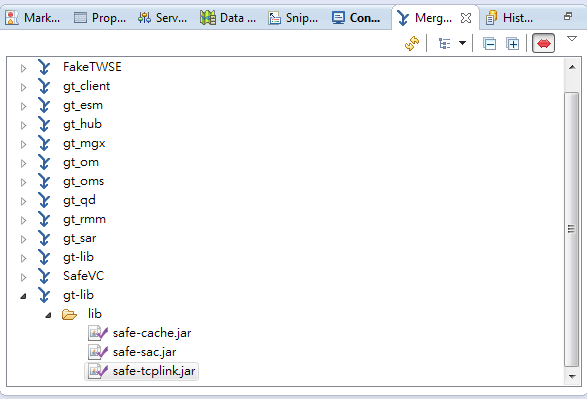 Mark... Prop... Serv... Data ... Snip... Con... Merg... Hist...
FakeTWSE
gt_client
gt_esm
gt_hub
gt_mgx
gt_om
gt_oms
gt_qd
gt_rmm
gt_sar
gt-lib
SafeVC
gt-lib
lib
safe-cache.jar
safe-sac.jar
safe-tcplink.jar